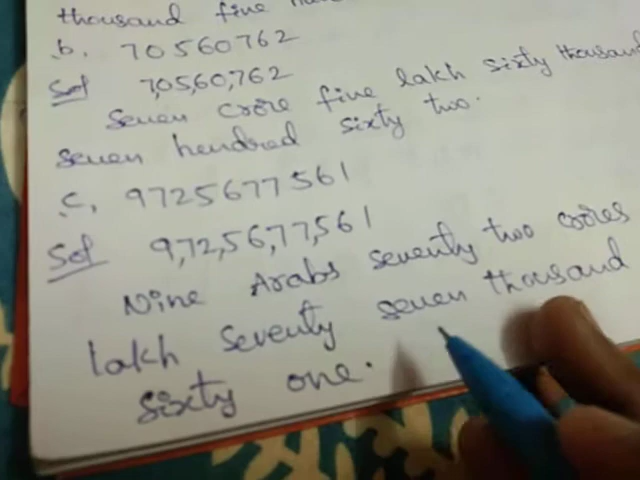 thousand five
b. 70560762
Sol 7,05,60,762
Seven crore five lakh sixty thousand
seven hundred sixty two.
c. 9725677561
Sol 9,72,56,77,561
Nine Arabs seventy two crores
lakh seventy seven thousand
sixty one.